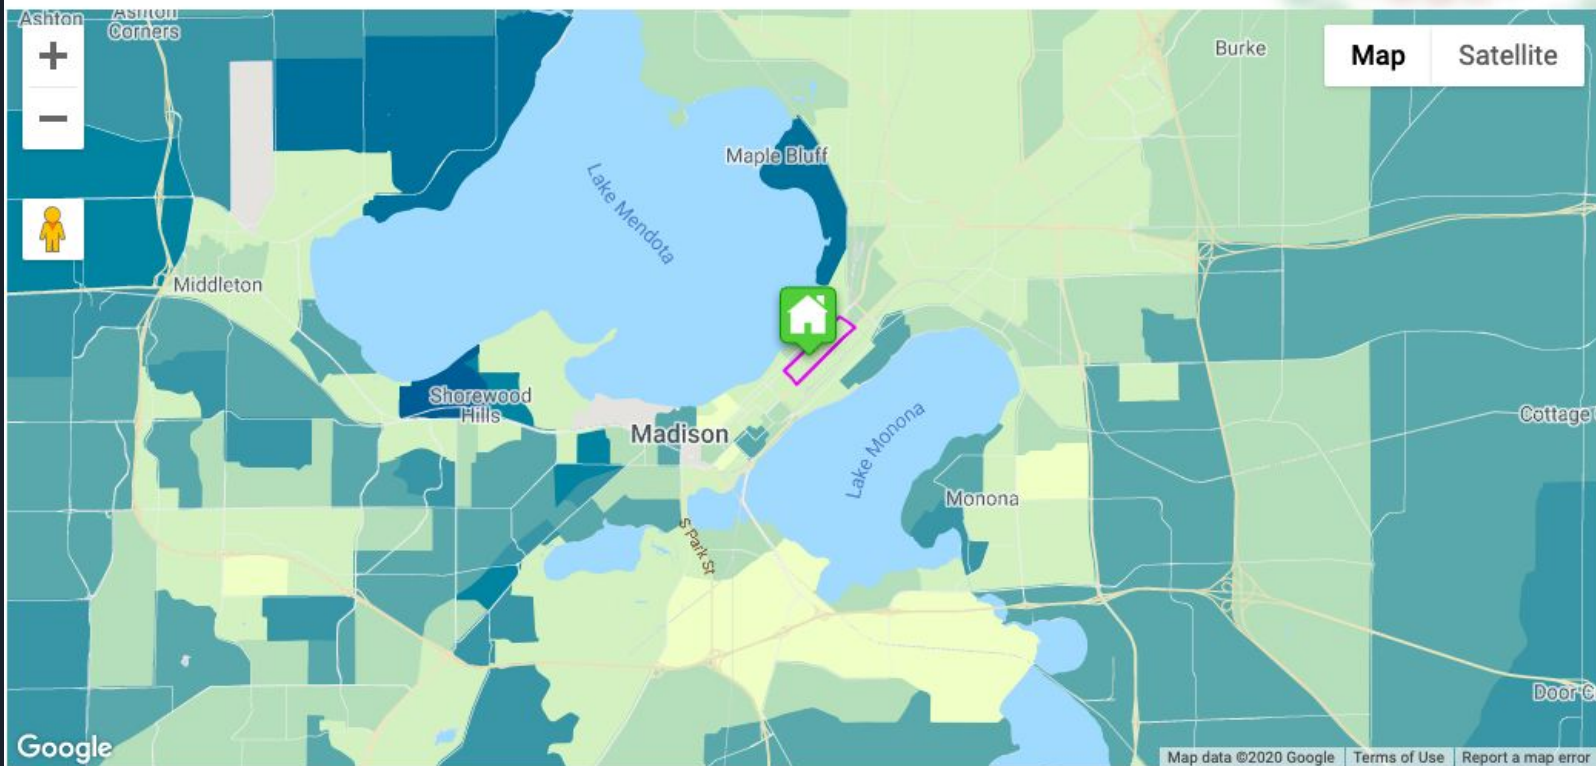 Ashton
Ashton
Corners
+
−
Burke
Map
Satellite
Maple Bluff
Lake Mendota
Middleton
Shorewood
Hills
Madison
Lake Monona
Cottage
Monona
S Park St
Google
Map data ©2020 Google
Terms of Use
Report a map error